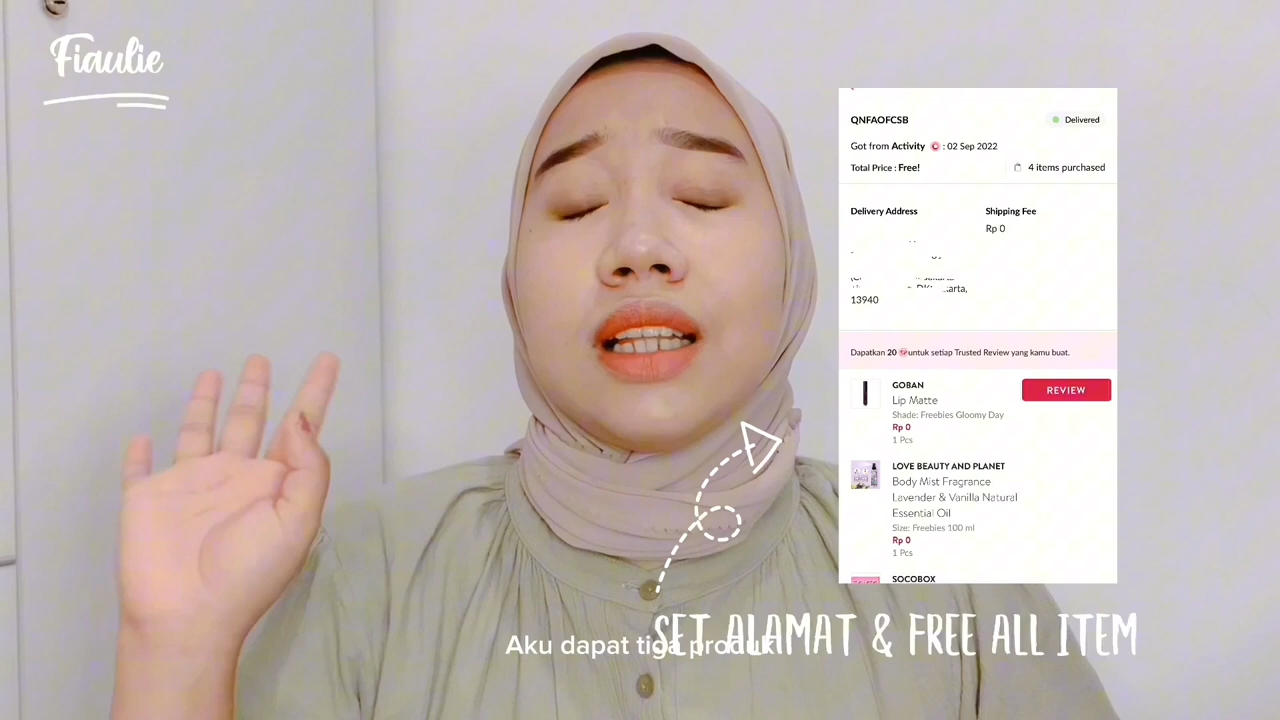 Fiaulie
QNFAOFCSB
Delivered
Got from Activity : 02 Sep 2022
Total Price : Free!
4 items purchased
Delivery Address
Shipping Fee
Rp 0
13940
Dapatkan 20 untuk setiap Trusted Review yang kamu buat.
GOBAN
REVIEW
Lip Matte
Shade: Freebies Gloomy Day
Rp 0
1 Pcs
LOVE BEAUTY AND PLANET
Body Mist Fragrance
Lavender & Vanilla Natural
Essential Oil
Size: Freebies 100 ml
Rp 0
1 Pcs
SOCOBOX
SET ALAMAT & FREE ALL ITEM
Aku dapat tiga produk